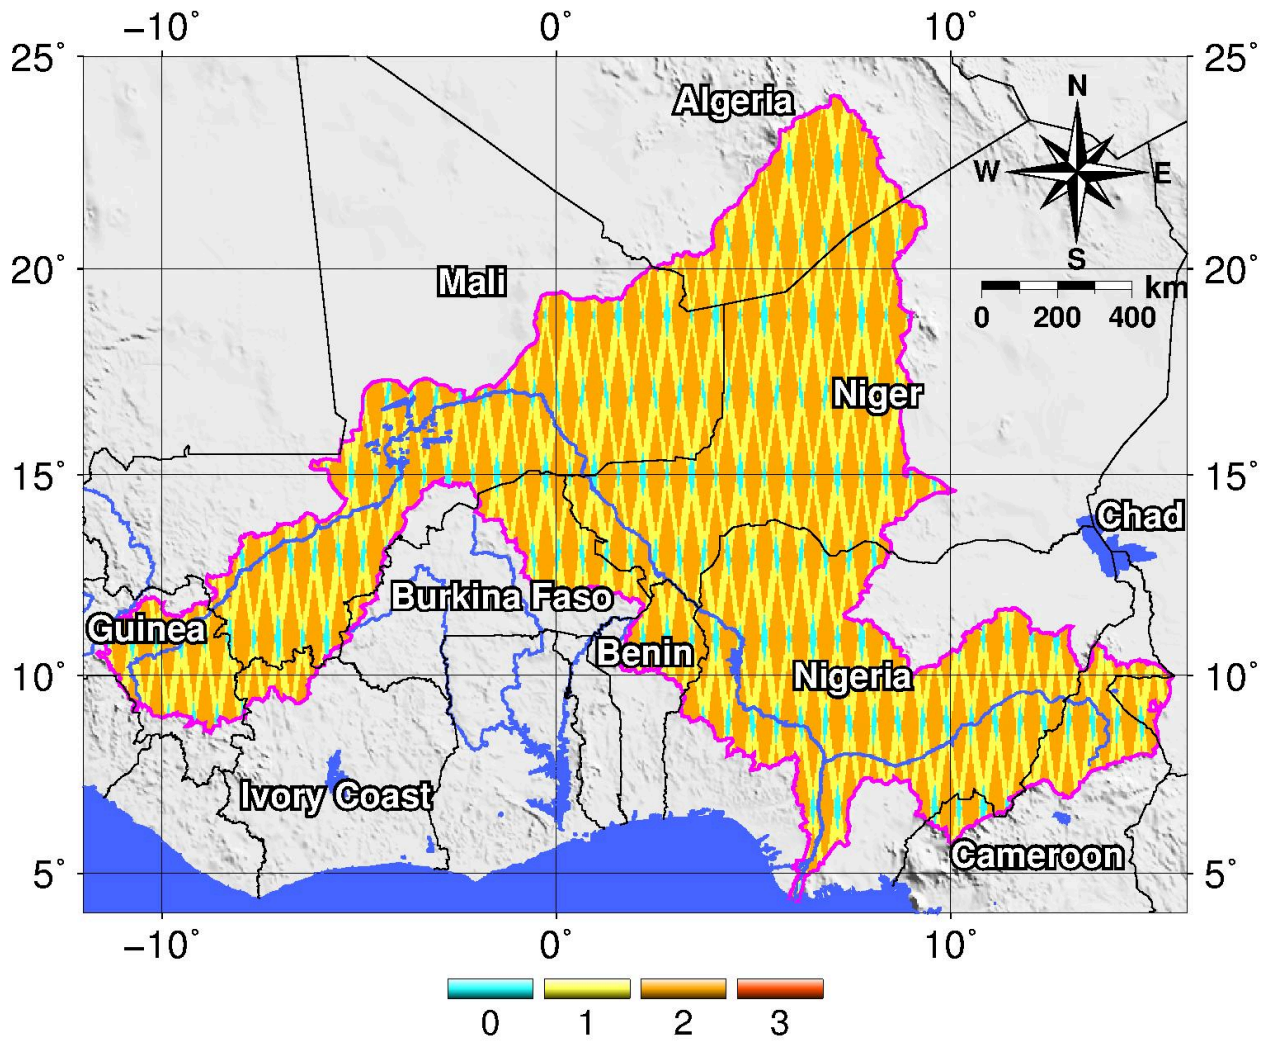 −10° 0° 10°
25° 25°
Algeria
N
W E
S
20° 20°
Mali
km
0 200 400
Niger
15° 15°
Chad
Burkina Faso
Guinea
Benin
10° Nigeria 10°
Ivory Coast
Cameroon
5° 5°
−10° 0° 10°
0 1 2 3